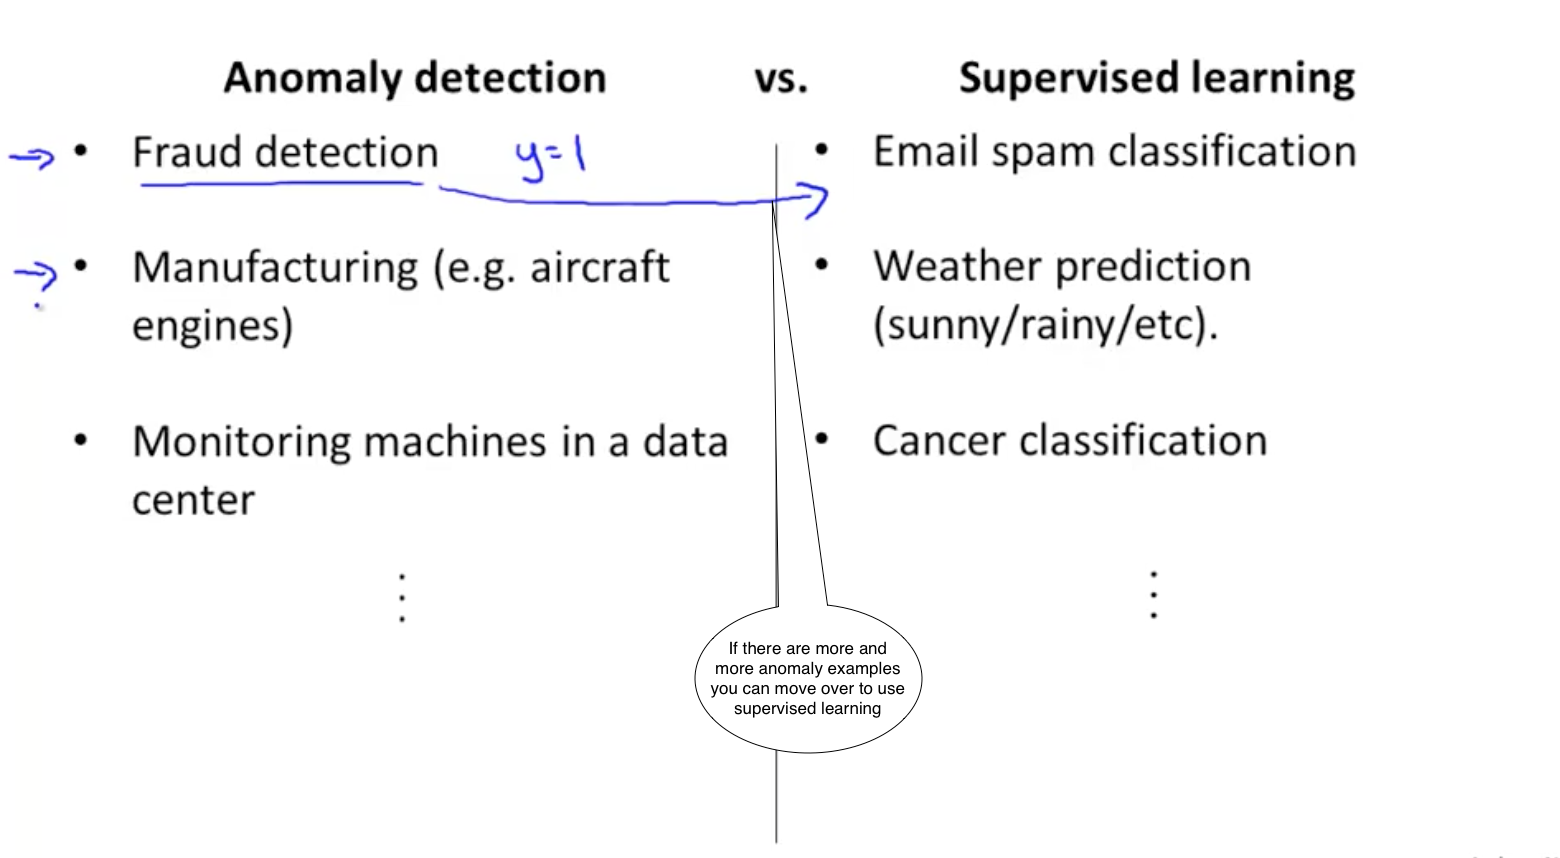 Anomaly detection vs. Supervised learning
→ • Fraud detection y=1
• Email spam classification
→ • Manufacturing (e.g. aircraft
engines)
• Weather prediction
(sunny/rainy/etc).
• Monitoring machines in a data
center
• Cancer classification
If there are more and
more anomaly examples
you can move over to use
supervised learning